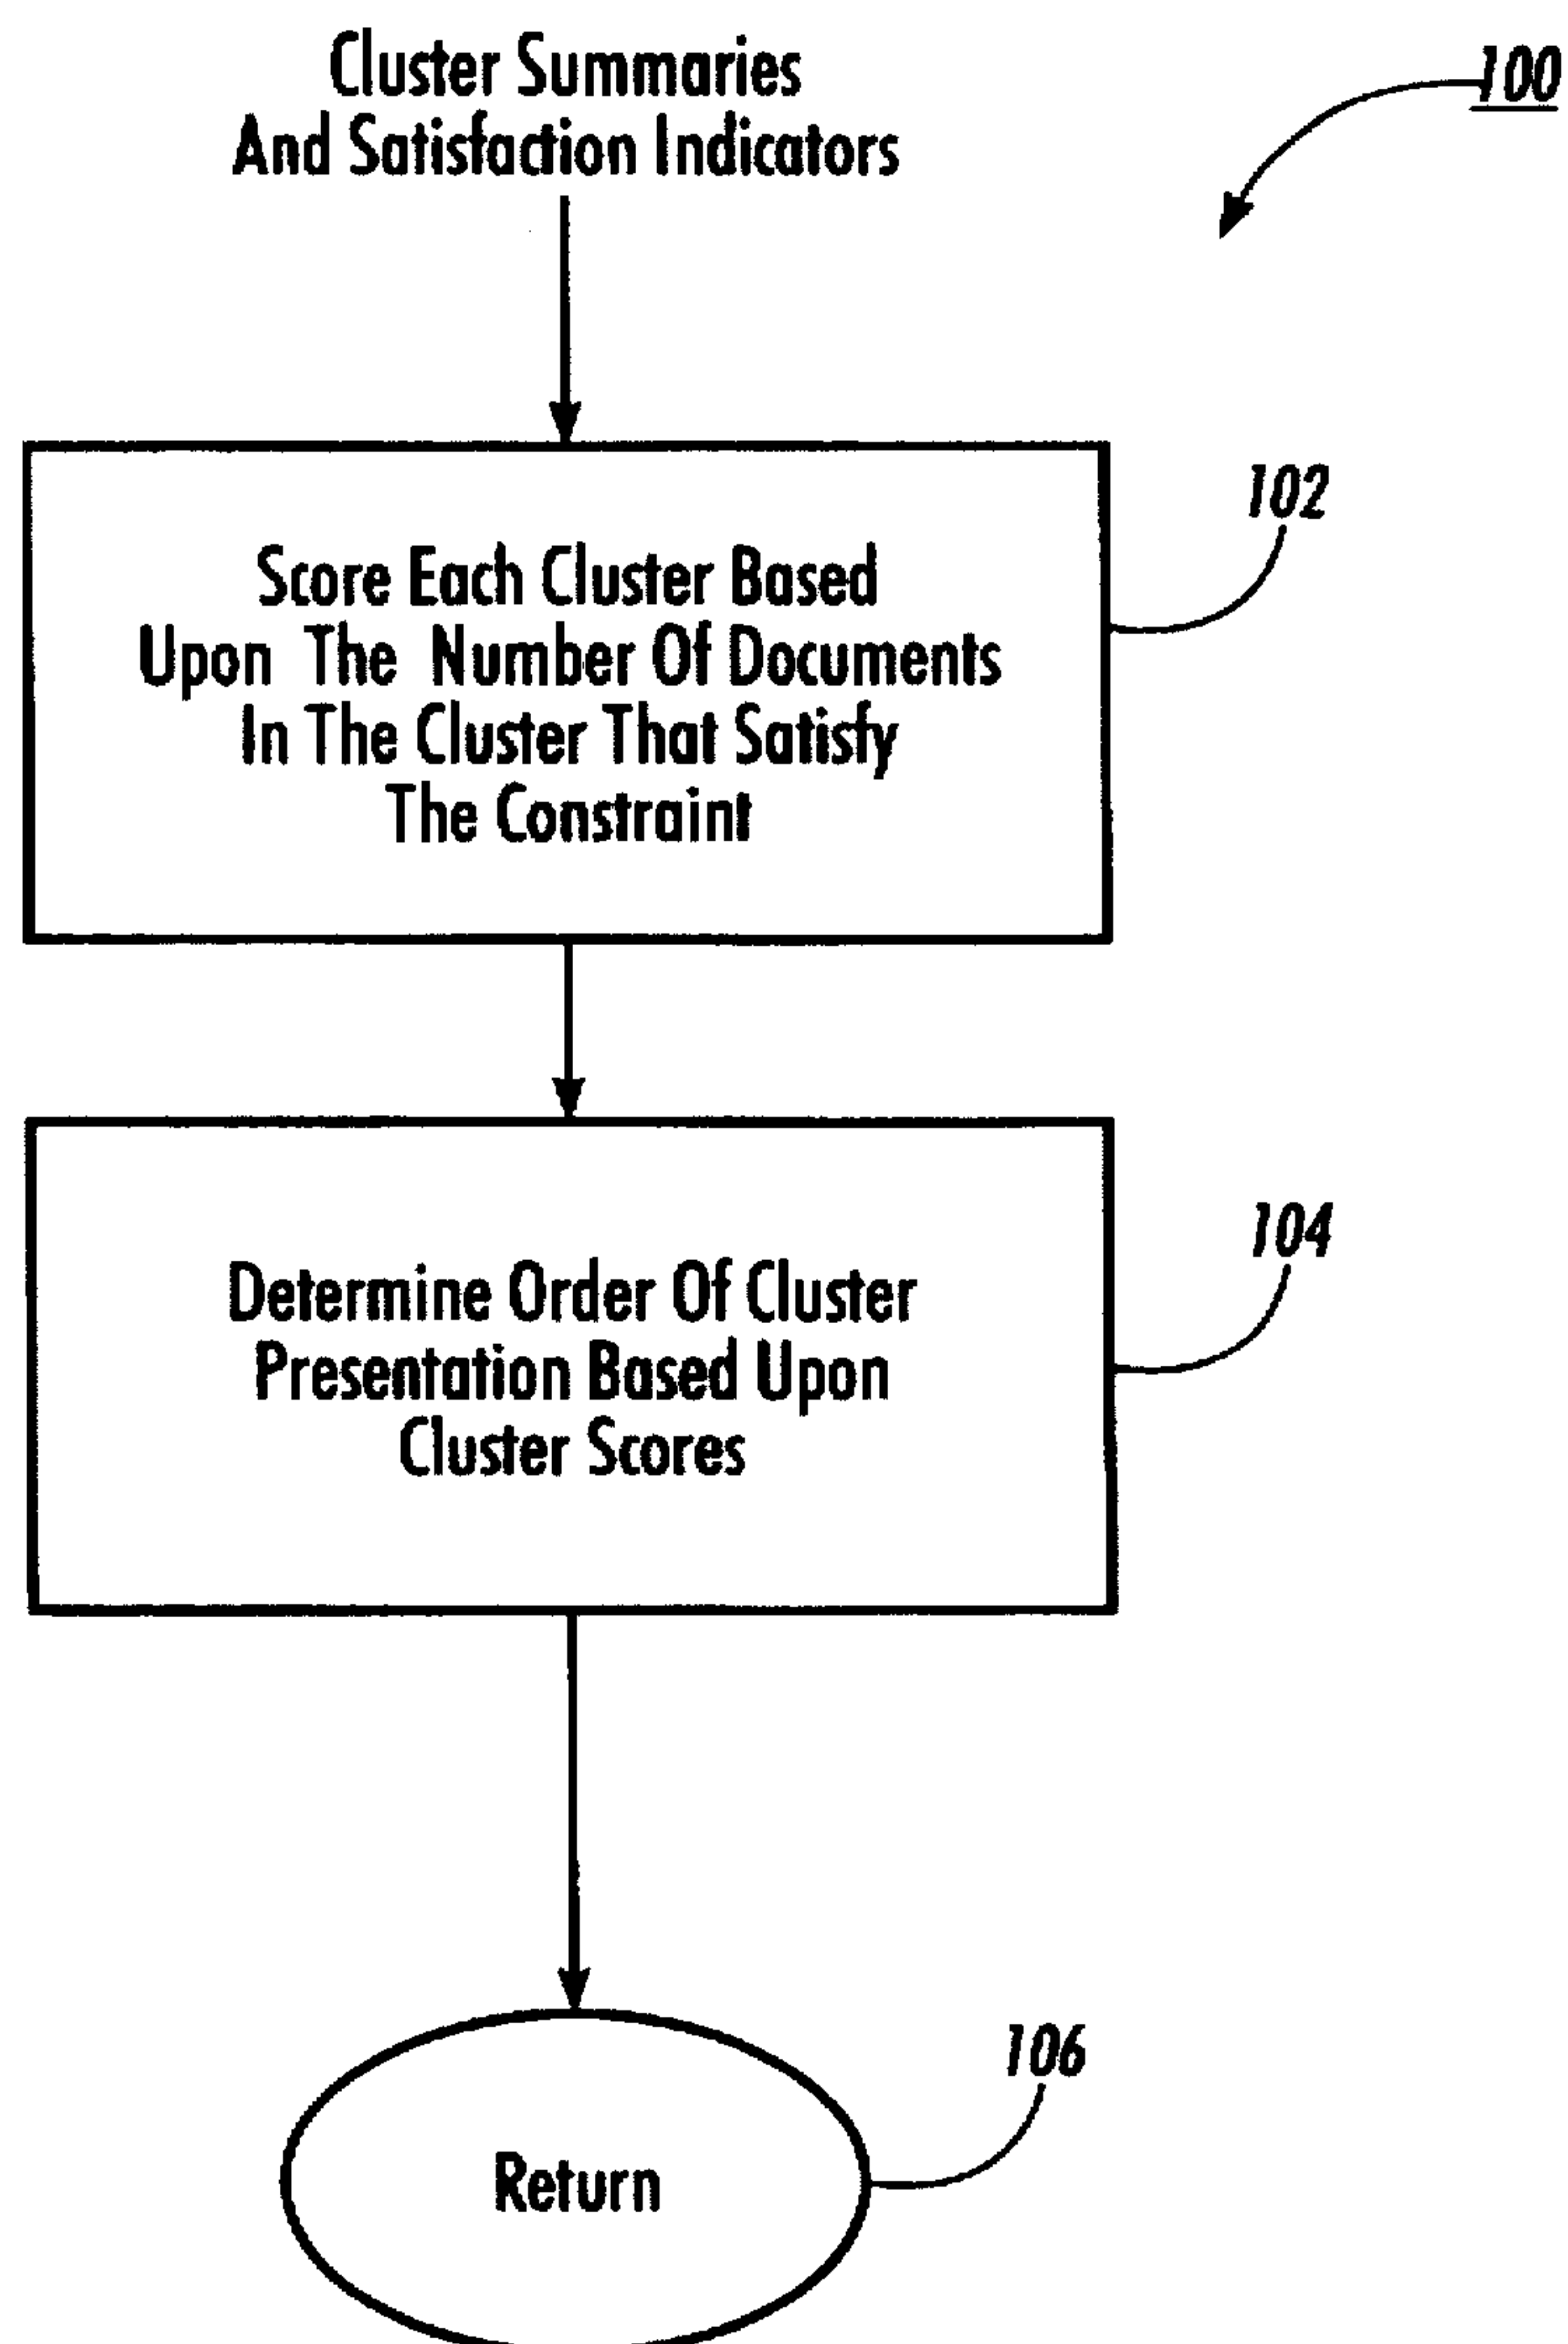 Cluster Summaries
And Satisfaction Indicators
100
Score Each Cluster Based
Upon The Number Of Documents
In The Cluster That Satisfy
The Constraint
102
Determine Order Of Cluster
Presentation Based Upon
Cluster Scores
104
Return
106